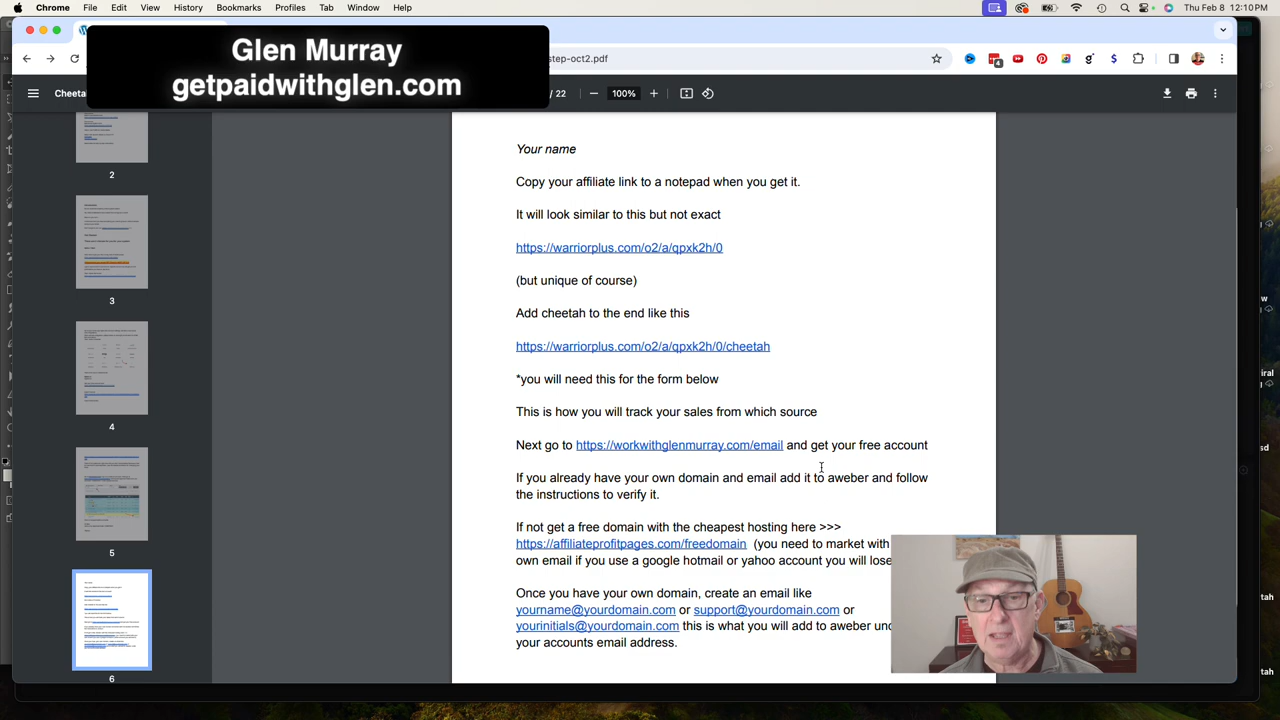 Chrome File Edit View History Bookmarks Profiles Tab Window Help
Thu Feb 8 12:10 PM
Glen Murray
getpaidwithglen.com
step-oct2.pdf
4
Cheeta
/ 22
100%
2
3
4
5
6
Your name
Copy your affiliate link to a notepad when you get it.
It will look similar to this but not exact
https://warriorplus.com/o2/a/qpxk2h/0
(but unique of course)
Add cheetah to the end like this
https://warriorplus.com/o2/a/qpxk2h/0/cheetah
*you will need this for the form below
This is how you will track your sales from which source
Next go to https://workwithglenmurray.com/email and get your free account
If you already have your own domain and email add it to aweber and follow
the instructions to verify it.
If not get a free domain with the cheapest hosting here >>>
https://affiliateprofitpages.com/freedomain (you need to market with
own email if you use a google hotmail or yahoo account you will lose
Once you have your own domain, create an email like
yourname@yourdomain.com or support@yourdomain.com or
yourinitials@yourdomain.com this is what you will use in aweber un
your accounts email address.